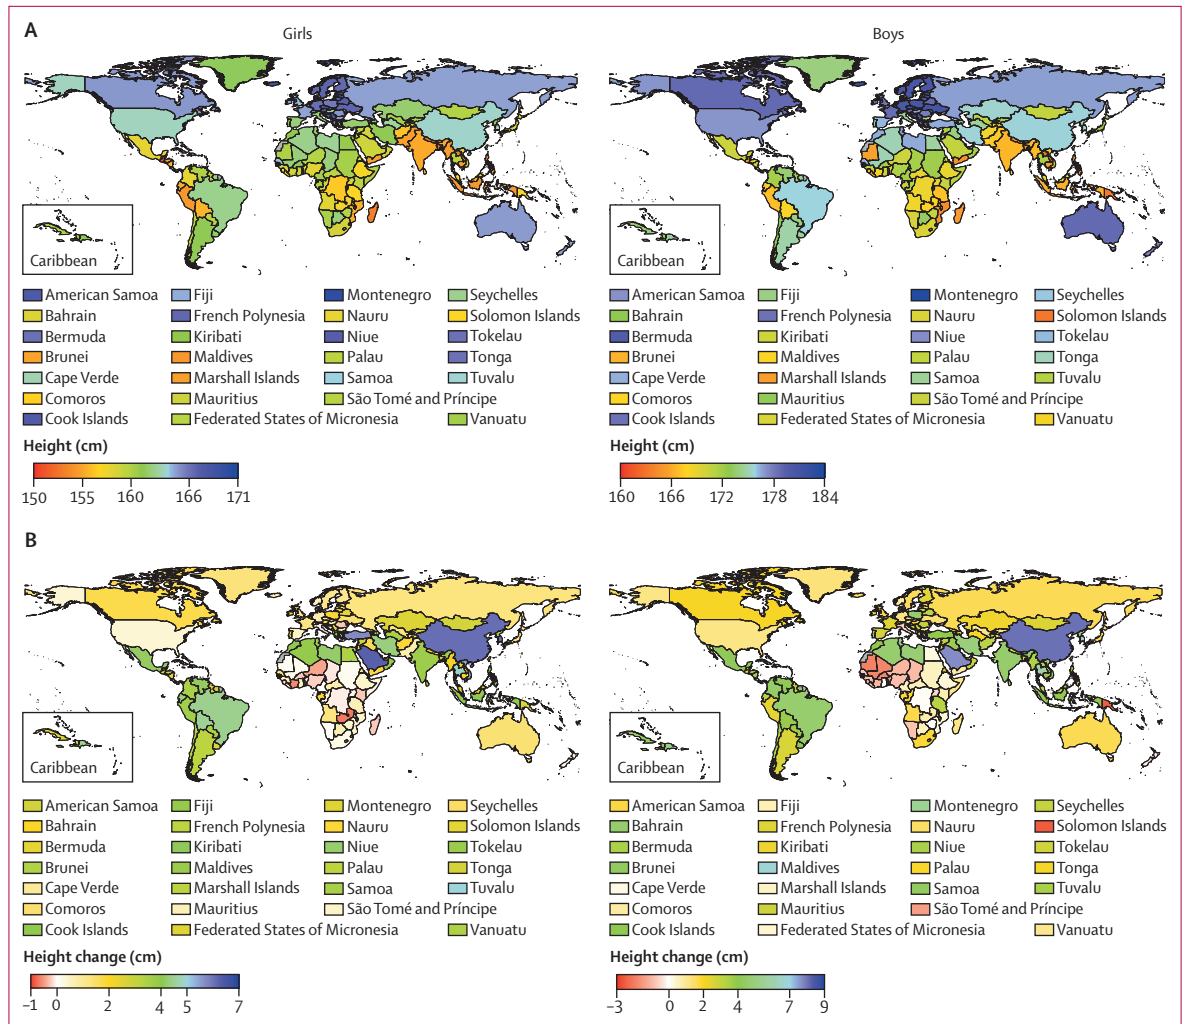 A
Girls
Boys
Caribbean
Caribbean
American Samoa Fiji Montenegro Seychelles
Bahrain French Polynesia Nauru Solomon Islands
Bermuda Kiribati Niue Tokelau
Brunei Maldives Palau Tonga
Cape Verde Marshall Islands Samoa Tuvalu
Comoros Mauritius São Tomé and Príncipe
Cook Islands Federated States of Micronesia Vanuatu
Height (cm)
150 155 160 166 171
American Samoa Fiji Montenegro Seychelles
Bahrain French Polynesia Nauru Solomon Islands
Bermuda Kiribati Niue Tokelau
Brunei Maldives Palau Tonga
Cape Verde Marshall Islands Samoa Tuvalu
Comoros Mauritius São Tomé and Príncipe
Cook Islands Federated States of Micronesia Vanuatu
160 166 172 178 184
B
Caribbean
Caribbean
American Samoa Fiji Montenegro Seychelles
Bahrain French Polynesia Nauru Solomon Islands
Bermuda Kiribati Niue Tokelau
Brunei Maldives Palau Tonga
Cape Verde Marshall Islands Samoa Tuvalu
Comoros Mauritius São Tomé and Príncipe
Cook Islands Federated States of Micronesia Vanuatu
Height change (cm)
–1 0 2 4 5 7
American Samoa Fiji Montenegro Seychelles
Bahrain French Polynesia Nauru Solomon Islands
Bermuda Kiribati Niue Tokelau
Brunei Maldives Palau Tonga
Cape Verde Marshall Islands Samoa Tuvalu
Comoros Mauritius São Tomé and Príncipe
Cook Islands Federated States of Micronesia Vanuatu
Height change (cm)
–3 0 2 4 7 9